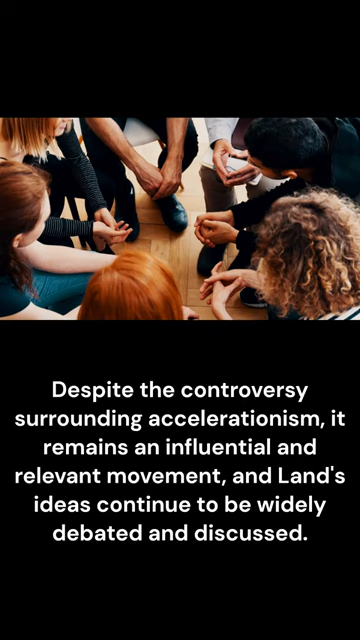 Despite the controversy
surrounding accelerationism, it
remains an influential and
relevant movement, and Land's
ideas continue to be widely
debated and discussed.